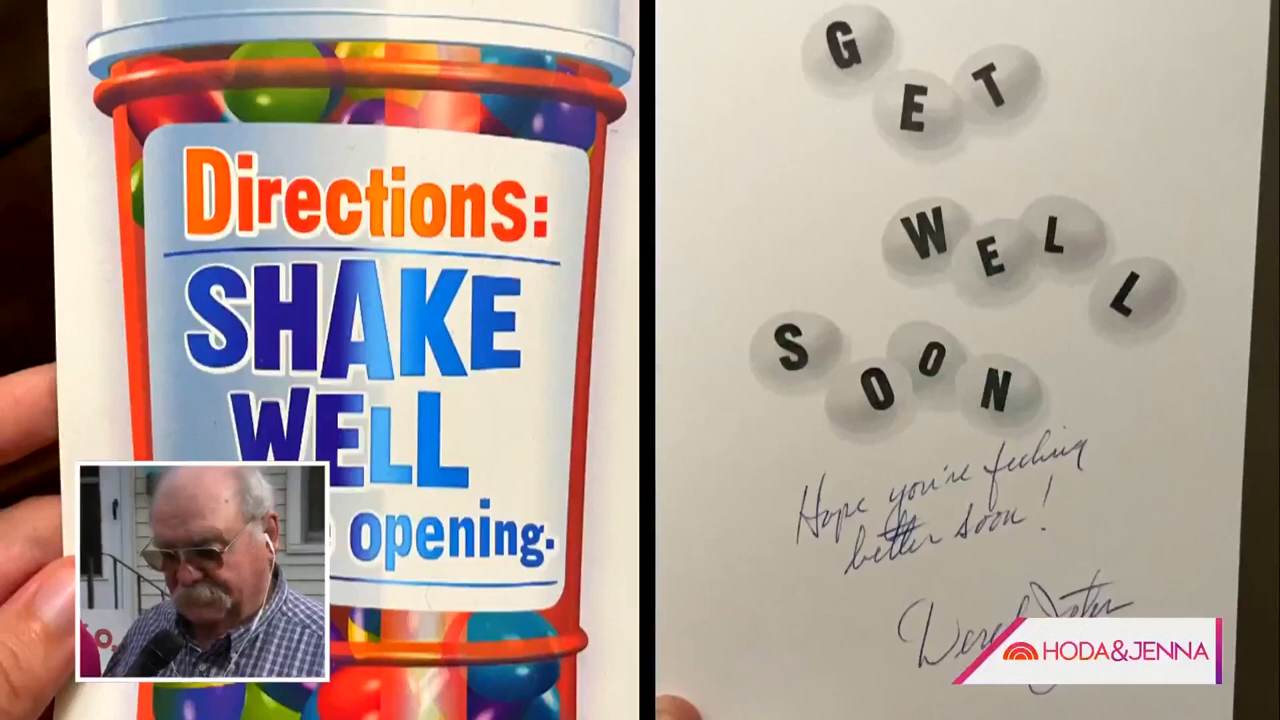 Directions:
SHAKE
WELL
opening.
GET
WELL
SOON
Hope you're feeling
better soon!
HODA&JENNA